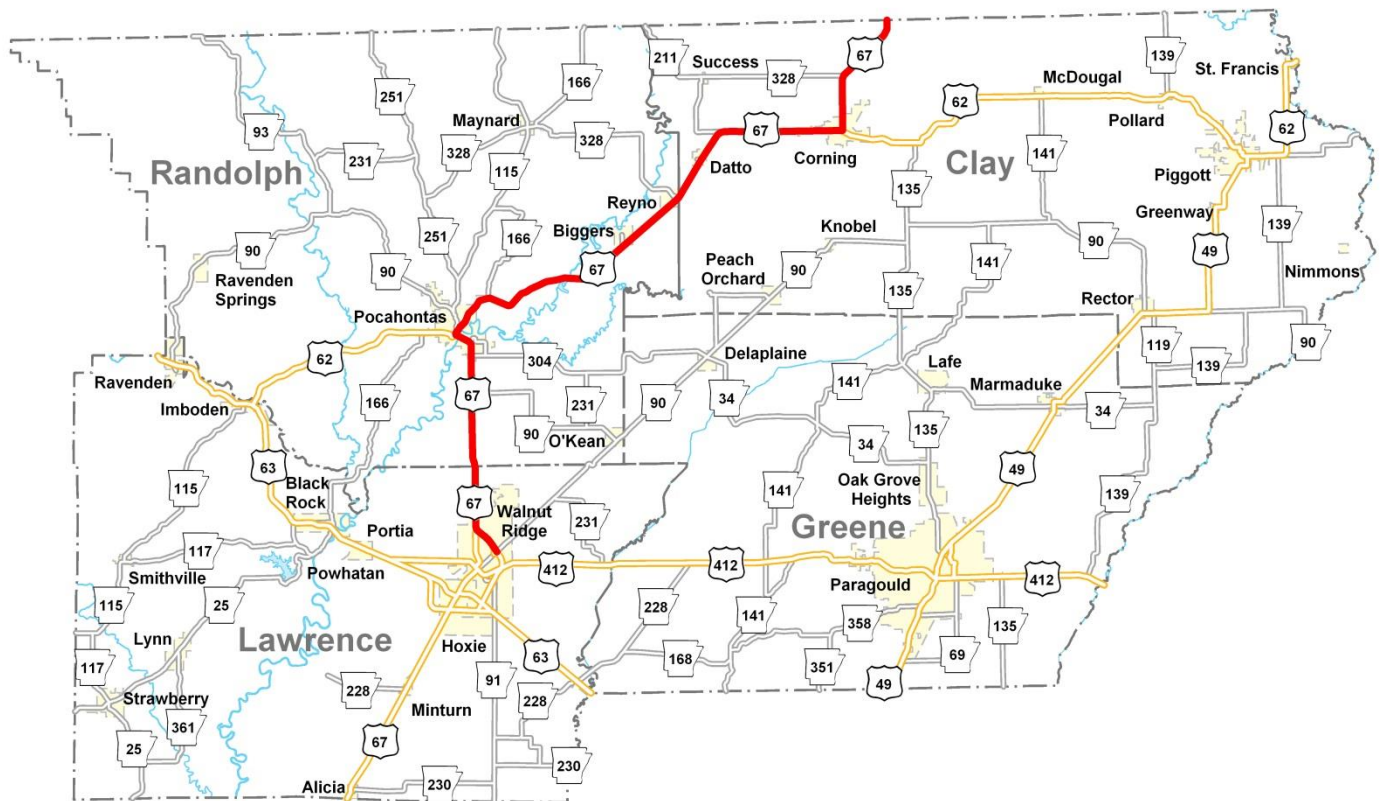 67
211
Success
328
139
St. Francis
166
McDougal
251
62
93
Maynard
67
62
Pollard
328
Corning
Clay
231
328
Datto
141
Piggott
Randolph
115
135
Reyno
Greenway
139
251
166
Biggers
Knobel
90
90
Peach
Orchard
90
141
49
Nimmons
Ravenden
Springs
90
67
135
Rector
Pocahontas
119
90
62
304
Delaplaine
Lafe
139
Ravenden
141
Marmaduke
67
34
34
Imboden
166
231
90
90
O'Kean
34
135
63
49
115
Black
Rock
67
Walnut
Ridge
141
Oak Grove
Heights
139
Portia
231
Greene
117
Powhatan
412
412
Paragould
412
Smithville
115
25
228
141
358
135
Lynn
Lawrence
Hoxie
63
168
351
69
117
228
91
49
Strawberry
361
Minturn
228
25
67
230
Alicia
230